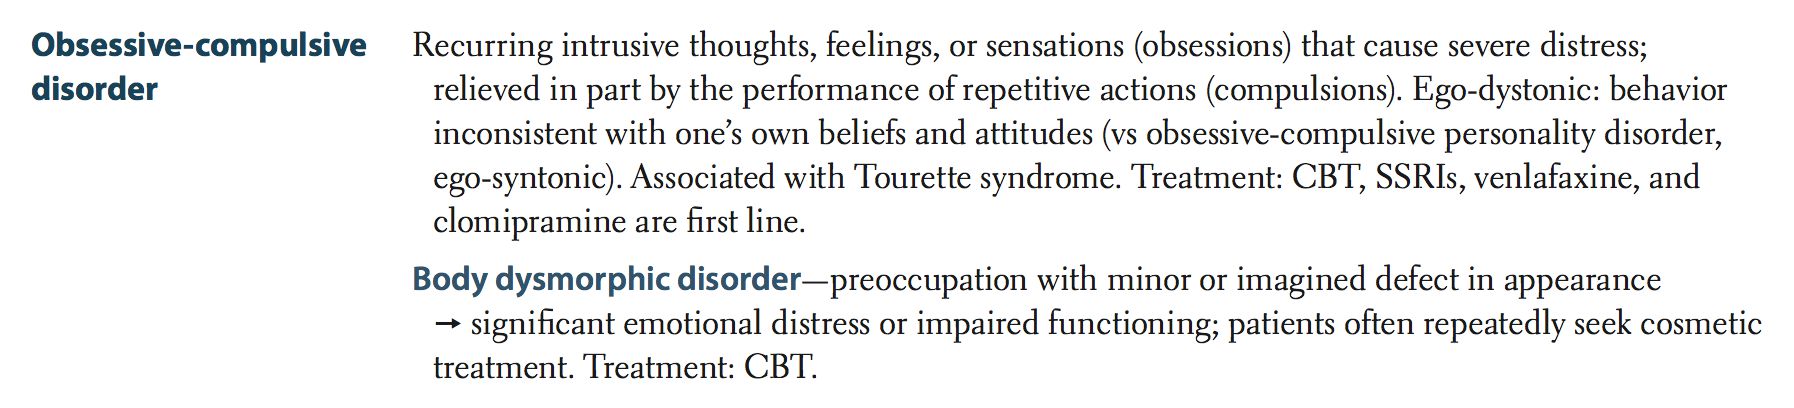 Obsessive-compulsive
disorder
Recurring intrusive thoughts, feelings, or sensations (obsessions) that cause severe distress;
relieved in part by the performance of repetitive actions (compulsions). Ego-dystonic: behavior
inconsistent with one’s own beliefs and attitudes (vs obsessive-compulsive personality disorder,
ego-syntonic). Associated with Tourette syndrome. Treatment: CBT, SSRIs, venlafaxine, and
clomipramine are first line.
Body dysmorphic disorder—preoccupation with minor or imagined defect in appearance
→ significant emotional distress or impaired functioning; patients often repeatedly seek cosmetic
treatment. Treatment: CBT.